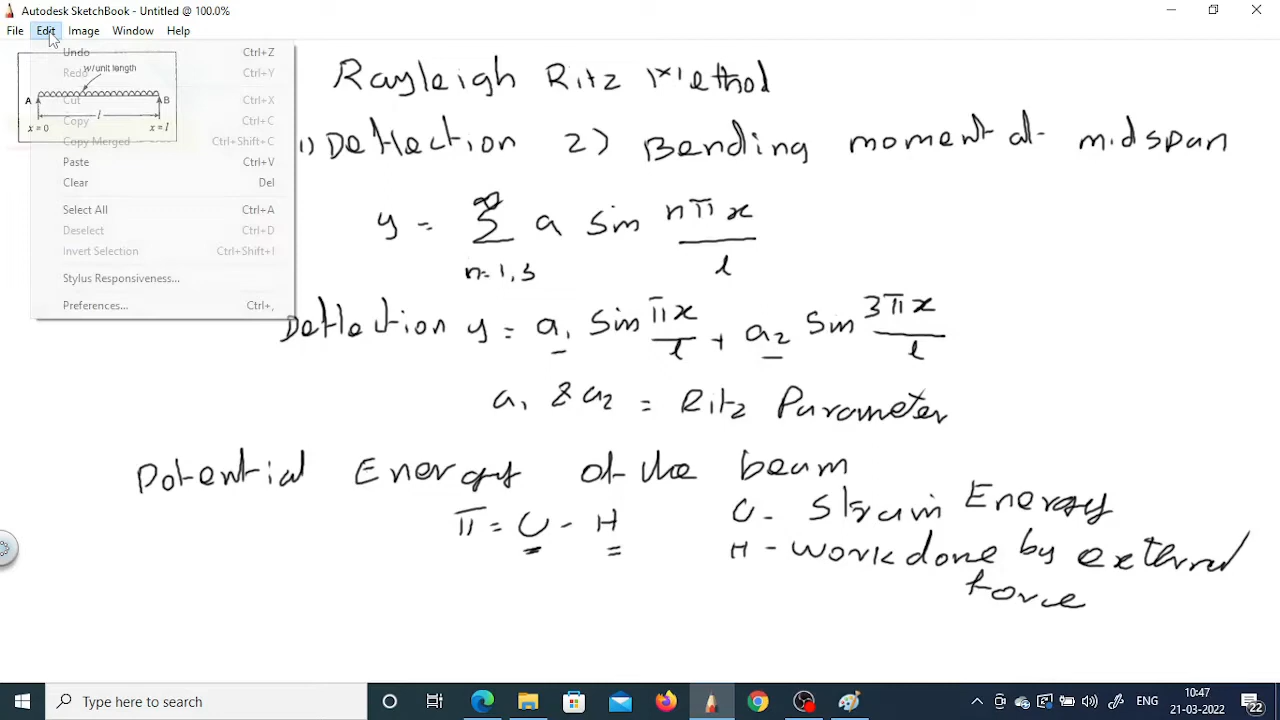 Autodesk SketchBook - Untitled @ 100.0%
File Edit Image Window Help
Undo Ctrl+Z
Redo Ctrl+Y
Cut Ctrl+X
Copy Ctrl+C
Copy Merged Ctrl+Shift+C
Paste Ctrl+V
Clear Del
Select All Ctrl+A
Deselect Ctrl+D
Invert Selection Ctrl+Shift+I
Stylus Responsiveness...
Preferences... Ctrl+,
W/unit length
A B
l
x = 0 x = l
Rayleigh Ritz Method
1) Deflection 2) Bending moment at midspan
y = ∞ Σ n=1,3 a sin nπx / l
Deflection y = a₁ sin πx / l + a₂ sin 3πx / l
a₁ & a₂ = Ritz Parameter
Potential Energy of the beam
π = U - H U - Strain Energy
H - work done by external
force
Type here to search
ENG 10:47
21-03-2022 22